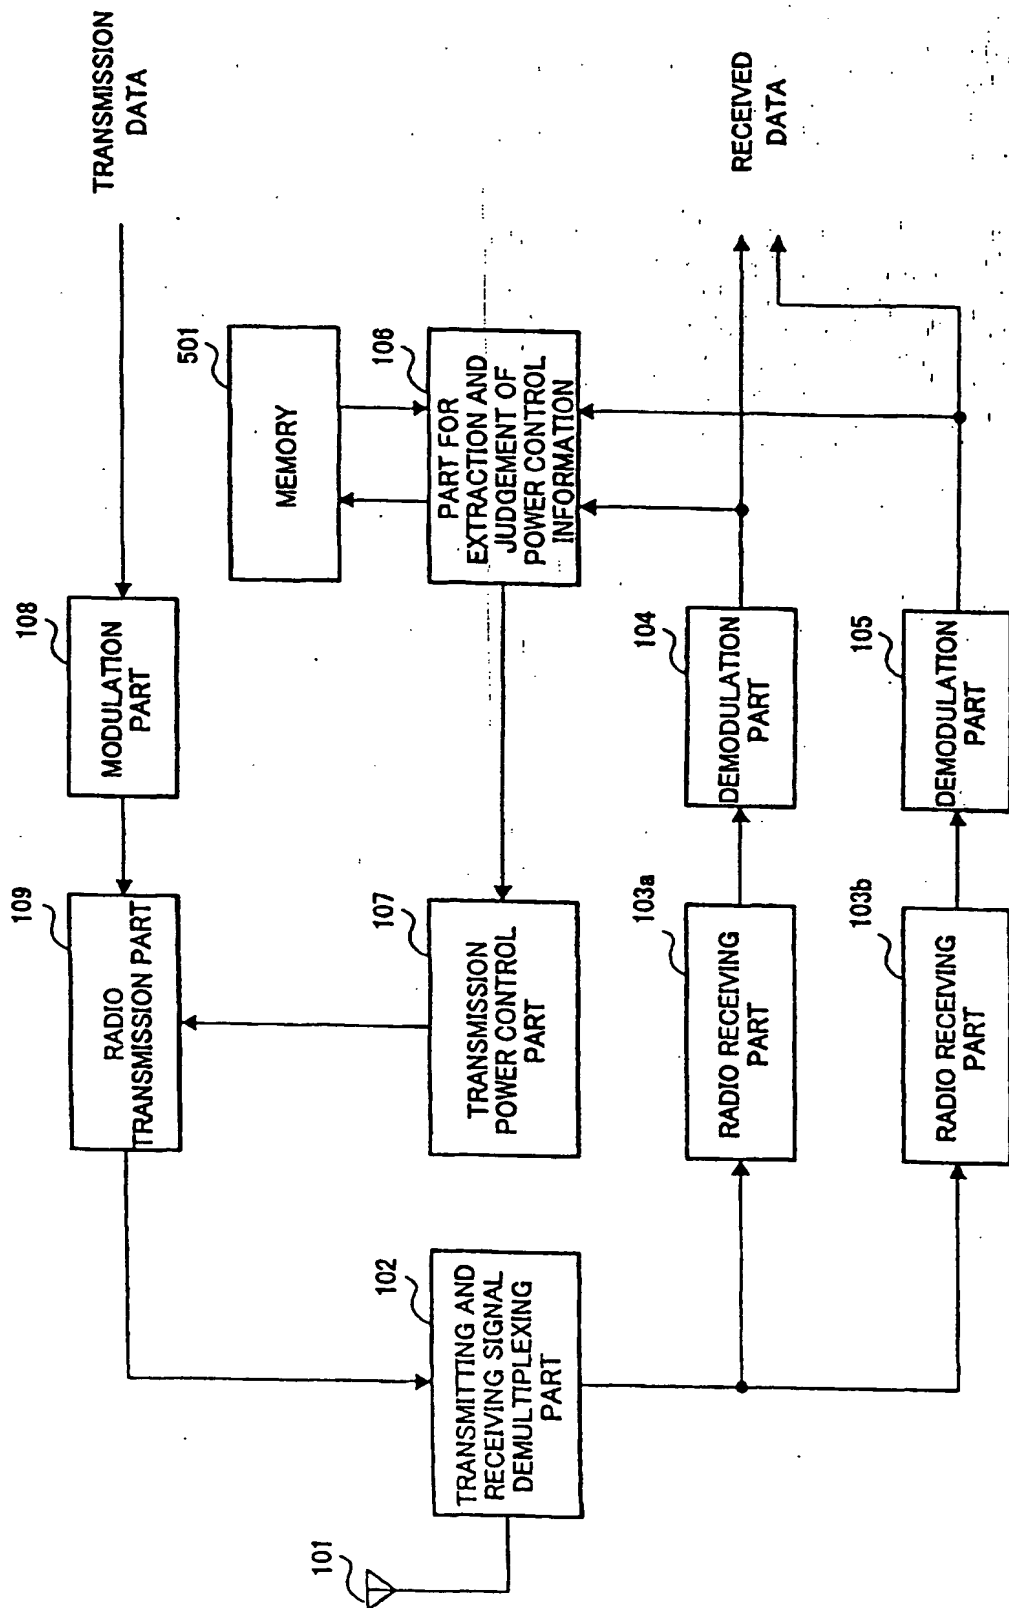 109
108
RADIO
TRANSMISSION PART
MODULATION
PART
TRANSMISSION
DATA
501
MEMORY
101
102
TRANSMITTING AND
RECEIVING SIGNAL
DEMULTIPLEXING
PART
107
TRANSMISSION
POWER CONTROL
PART
106
PART FOR
EXTRACTION AND
JUDGEMENT OF
POWER CONTROL
INFORMATION
103a
RADIO RECEIVING
PART
104
DEMODULATION
PART
RECEIVED
DATA
103b
RADIO RECEIVING
PART
105
DEMODULATION
PART